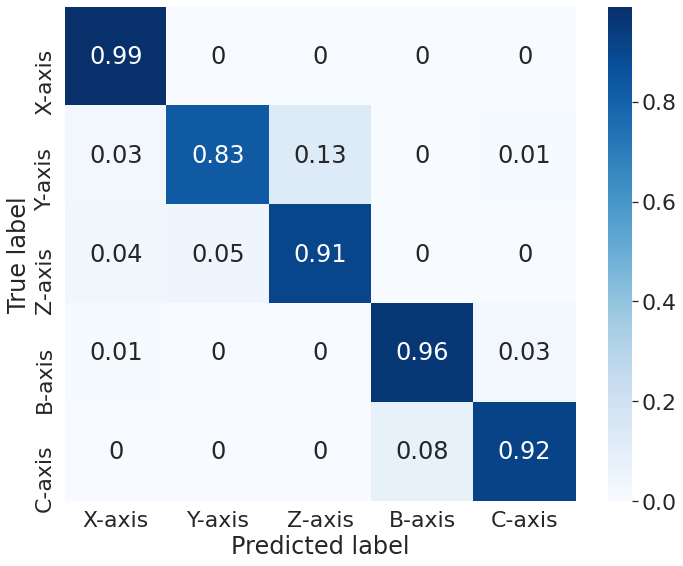 X-axis 0.99 0 0 0 0
Y-axis 0.03 0.83 0.13 0 0.01
Z-axis 0.04 0.05 0.91 0 0
B-axis 0.01 0 0 0.96 0.03
C-axis 0 0 0 0.08 0.92
X-axis Y-axis Z-axis B-axis C-axis
True label
Predicted label
0.8
0.6
0.4
0.2
0.0